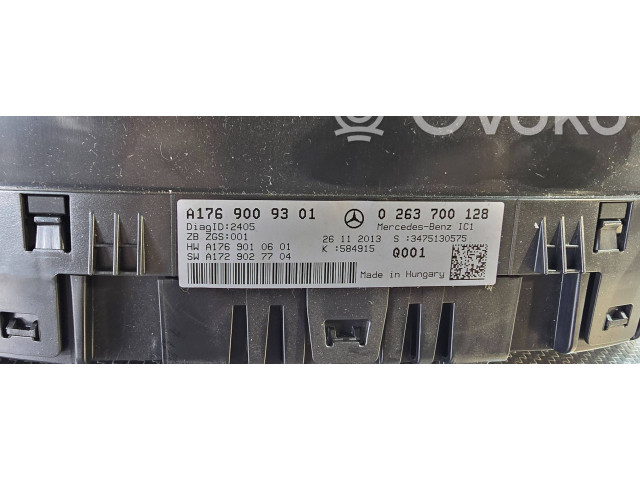 Ovoko
A176 900 93 01 0 263 700 128
DiagID:2405 Mercedes-Benz IC1
ZB ZGS:001 26 11 2013 S :3475130575
HW A176 901 06 01 K :584915 Q001
SW A172 902 77 04
Made in Hungary